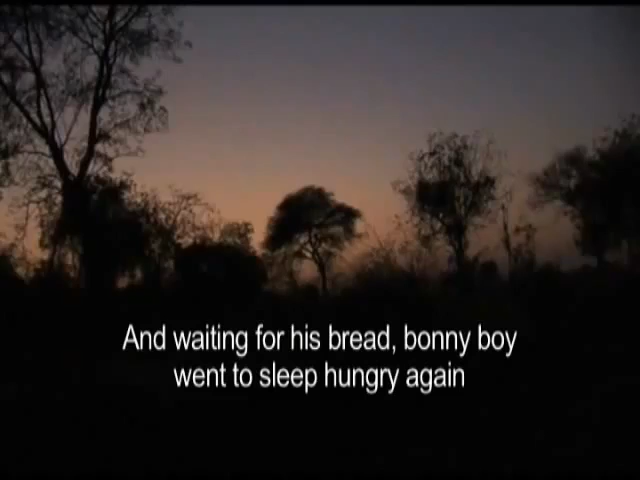 And waiting for his bread, bonny boy
went to sleep hungry again